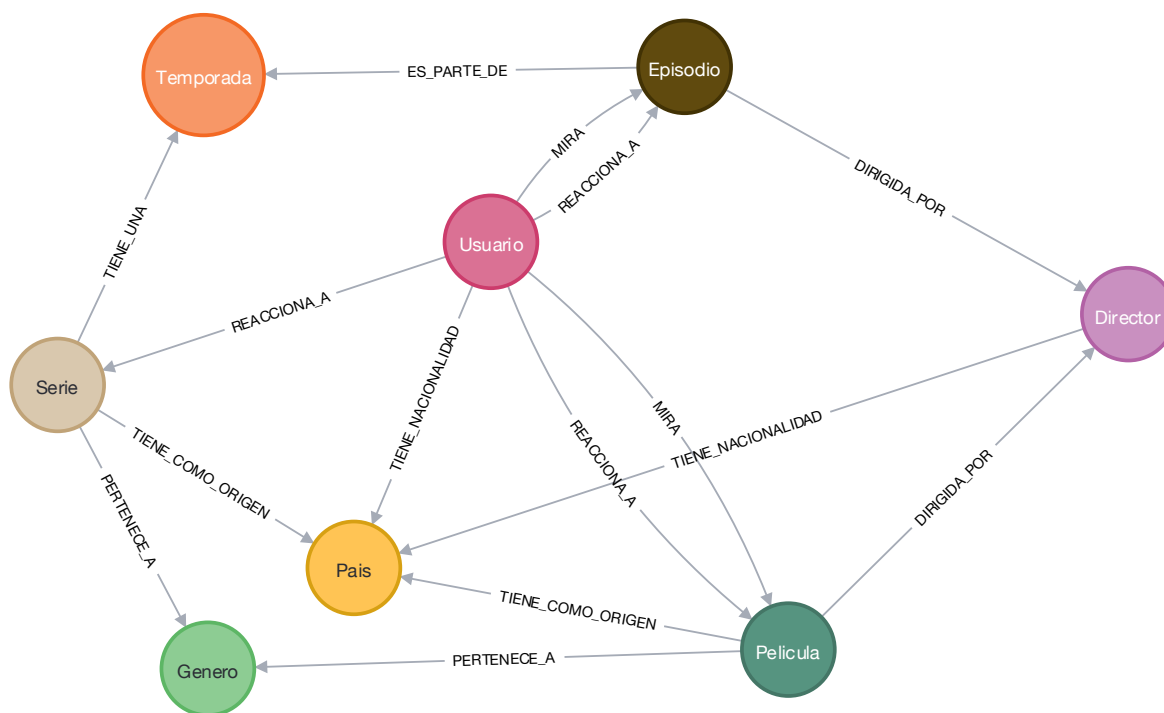 Temporada
ES_PARTE_DE
Episodio
MIRA
REACCIONA_A
DIRIGIDA_POR
TIENE_UNA
Usuario
REACCIONA_A
Director
Serie
TIENE_NACIONALIDAD
REACCIONA_A
MIRA
TIENE_NACIONALIDAD
TIENE_COMO_ORIGEN
PERTENECE_A
DIRIGIDA_POR
Pais
TIENE_COMO_ORIGEN
Genero
PERTENECE_A
Pelicula